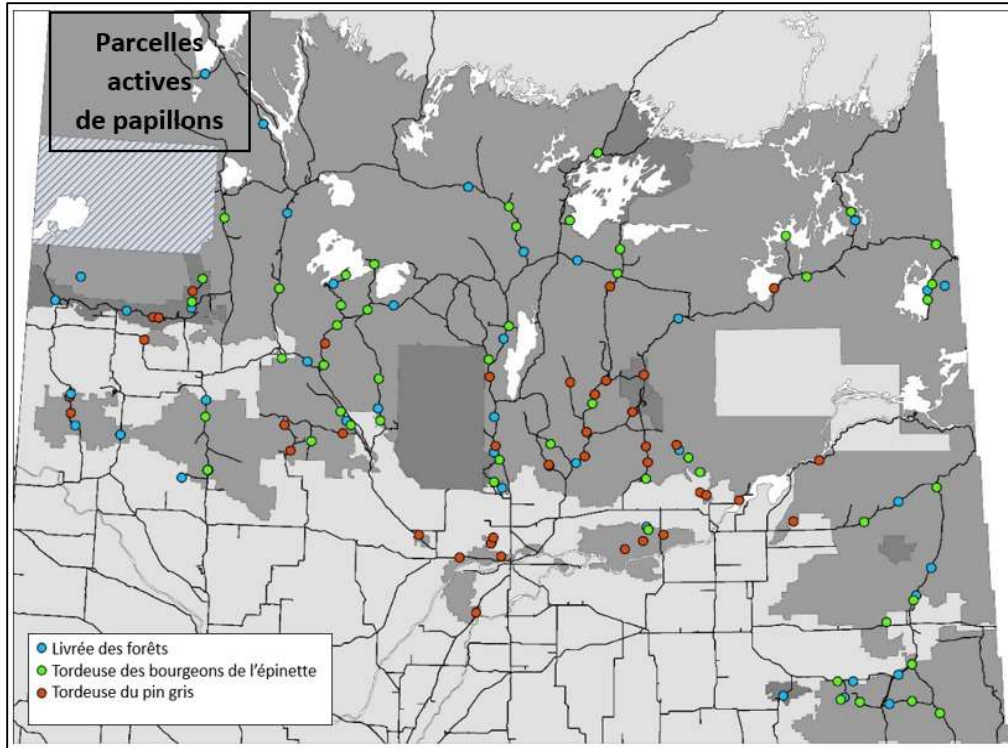 Parcelles
actives
de papillons
Livrée des forêts
Tordeuse des bourgeons de l'épinette
Tordeuse du pin gris